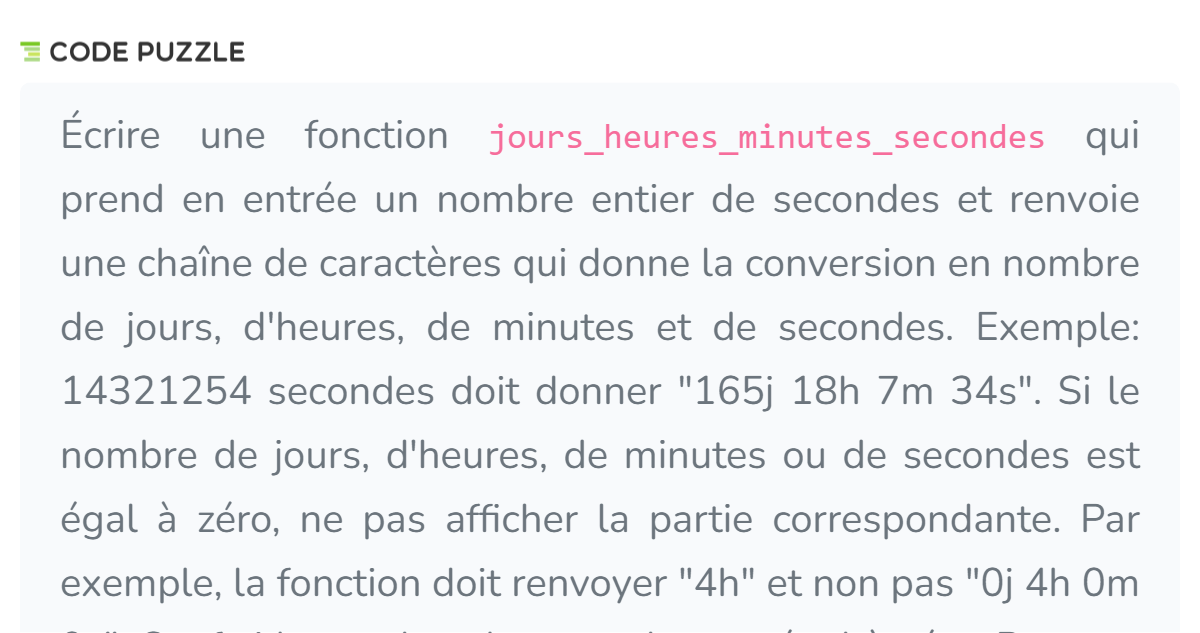 CODE PUZZLE
Écrire une fonction jours_heures_minutes_secondes qui
prend en entrée un nombre entier de secondes et renvoie
une chaîne de caractères qui donne la conversion en nombre
de jours, d'heures, de minutes et de secondes. Exemple:
14321254 secondes doit donner "165j 18h 7m 34s". Si le
nombre de jours, d'heures, de minutes ou de secondes est
égal à zéro, ne pas afficher la partie correspondante. Par
exemple, la fonction doit renvoyer "4h" et non pas "0j 4h 0m